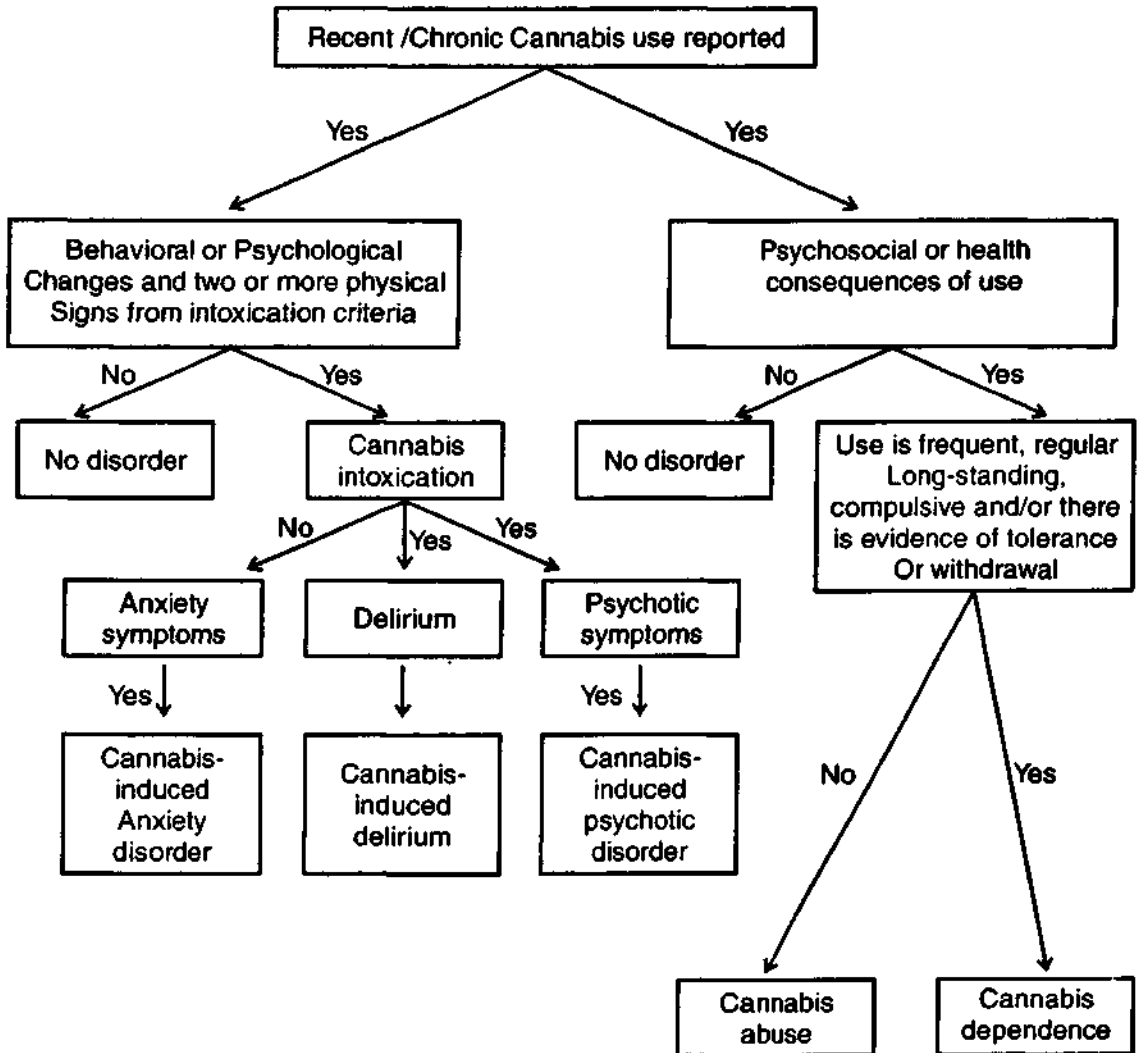 Recent /Chronic Cannabis use reported
Yes
Yes
Behavioral or Psychological
Changes and two or more physical
Signs from intoxication criteria
Psychosocial or health
consequences of use
No
Yes
No
Yes
No disorder
Cannabis
intoxication
No disorder
Use is frequent, regular
Long-standing,
compulsive and/or there
is evidence of tolerance
Or withdrawal
No
Yes
Yes
Anxiety
symptoms
Delirium
Psychotic
symptoms
Yes
Yes
Cannabis-
induced
Anxiety
disorder
Cannabis-
induced
delirium
Cannabis-
induced
psychotic
disorder
No
Yes
Cannabis
abuse
Cannabis
dependence